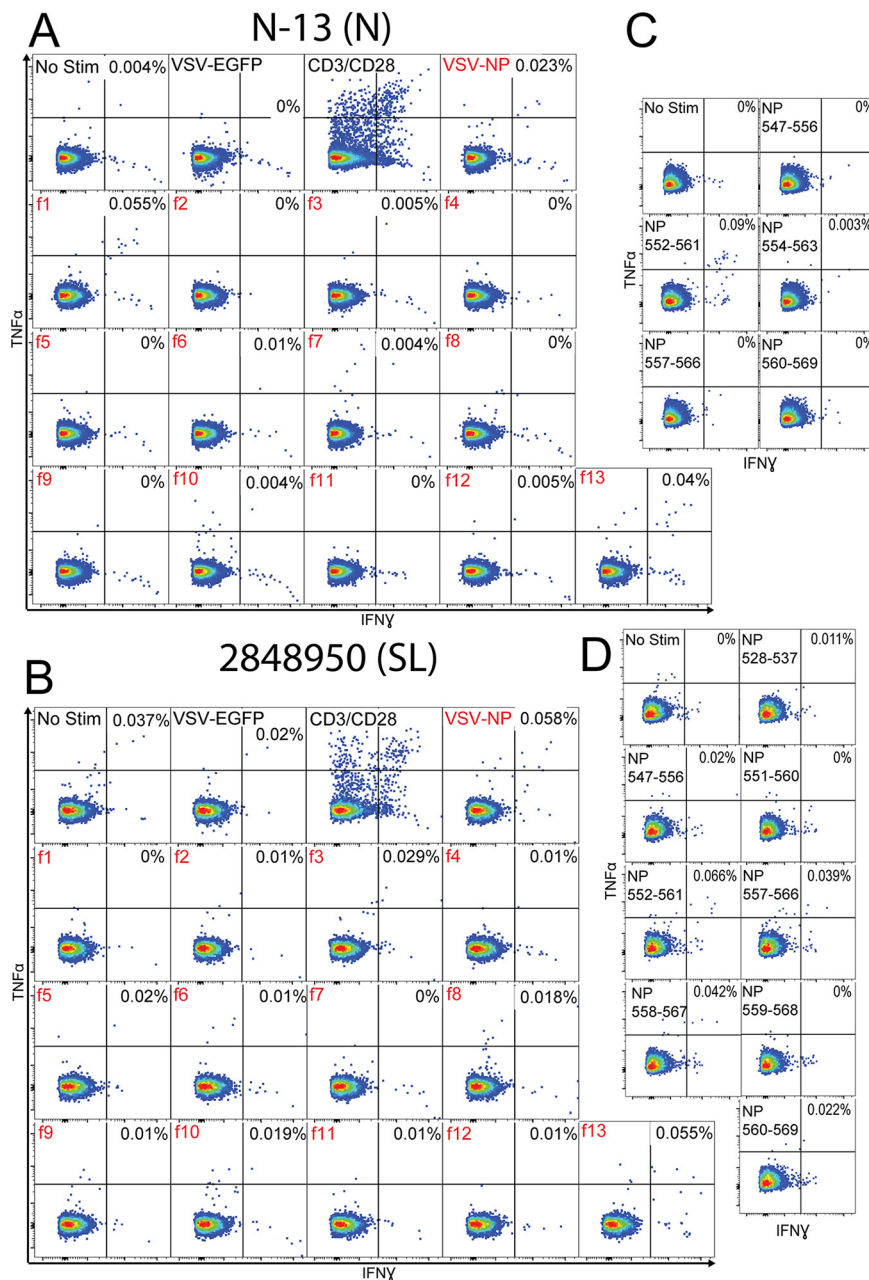 A
N-13 (N)
No Stim 0.004%
VSV-EGFP
0%
CD3/CD28
VSV-NP 0.023%
f1 0.055%
f2 0%
f3 0.005%
f4 0%
f5 0%
f6 0.01%
f7 0.004%
f8 0%
f9 0%
f10 0.004%
f11 0%
f12 0.005%
f13 0.04%
TNFα
IFNɣ
C
No Stim 0%
NP 0%
547-556
NP 0.09%
552-561
NP 0.003%
554-563
NP 0%
557-566
NP 0%
560-569
TNFα
IFNɣ
2848950 (SL)
B
No Stim 0.037%
VSV-EGFP
0.02%
CD3/CD28
VSV-NP 0.058%
f1 0%
f2 0.01%
f3 0.029%
f4 0.01%
f5 0.02%
f6 0.01%
f7 0%
f8 0.018%
f9 0.01%
f10 0.019%
f11 0.01%
f12 0.01%
f13 0.055%
TNFα
IFNɣ
D
No Stim 0%
NP 0.011%
528-537
NP 0.02%
547-556
NP 0%
551-560
NP 0.066%
552-561
NP 0.039%
557-566
NP 0.042%
558-567
NP 0%
559-568
NP 0.022%
560-569
TNFα
IFNɣ